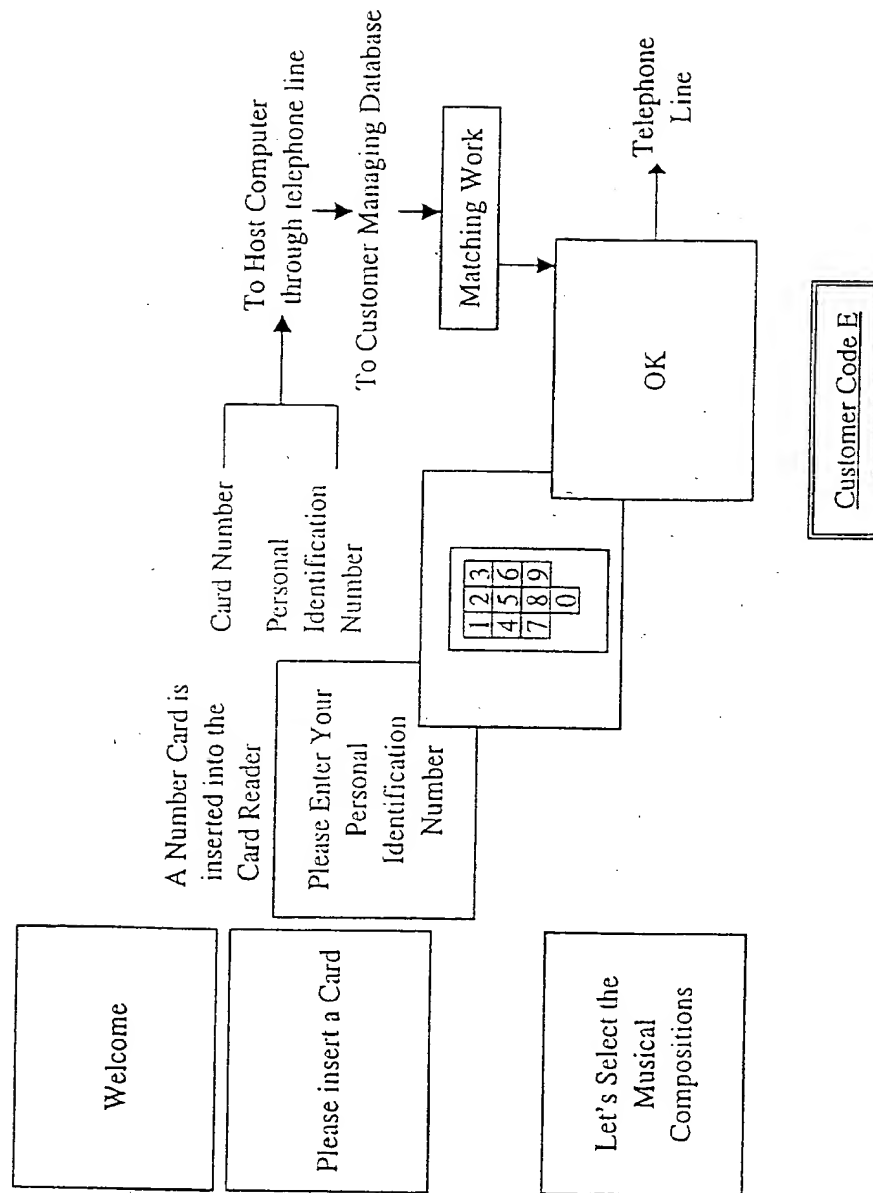 Welcome
Please insert a Card
A Number Card is
inserted into the
Card Reader
Please Enter Your
Personal
Identification
Number
Card Number
Personal
Identification
Number
To Host Computer
through telephone line
To Customer Managing Database
Matching Work
1 2 3
4 5 6
7 8 9
0
OK
Telephone
Line
Let's Select the
Musical
Compositions
Customer Code E